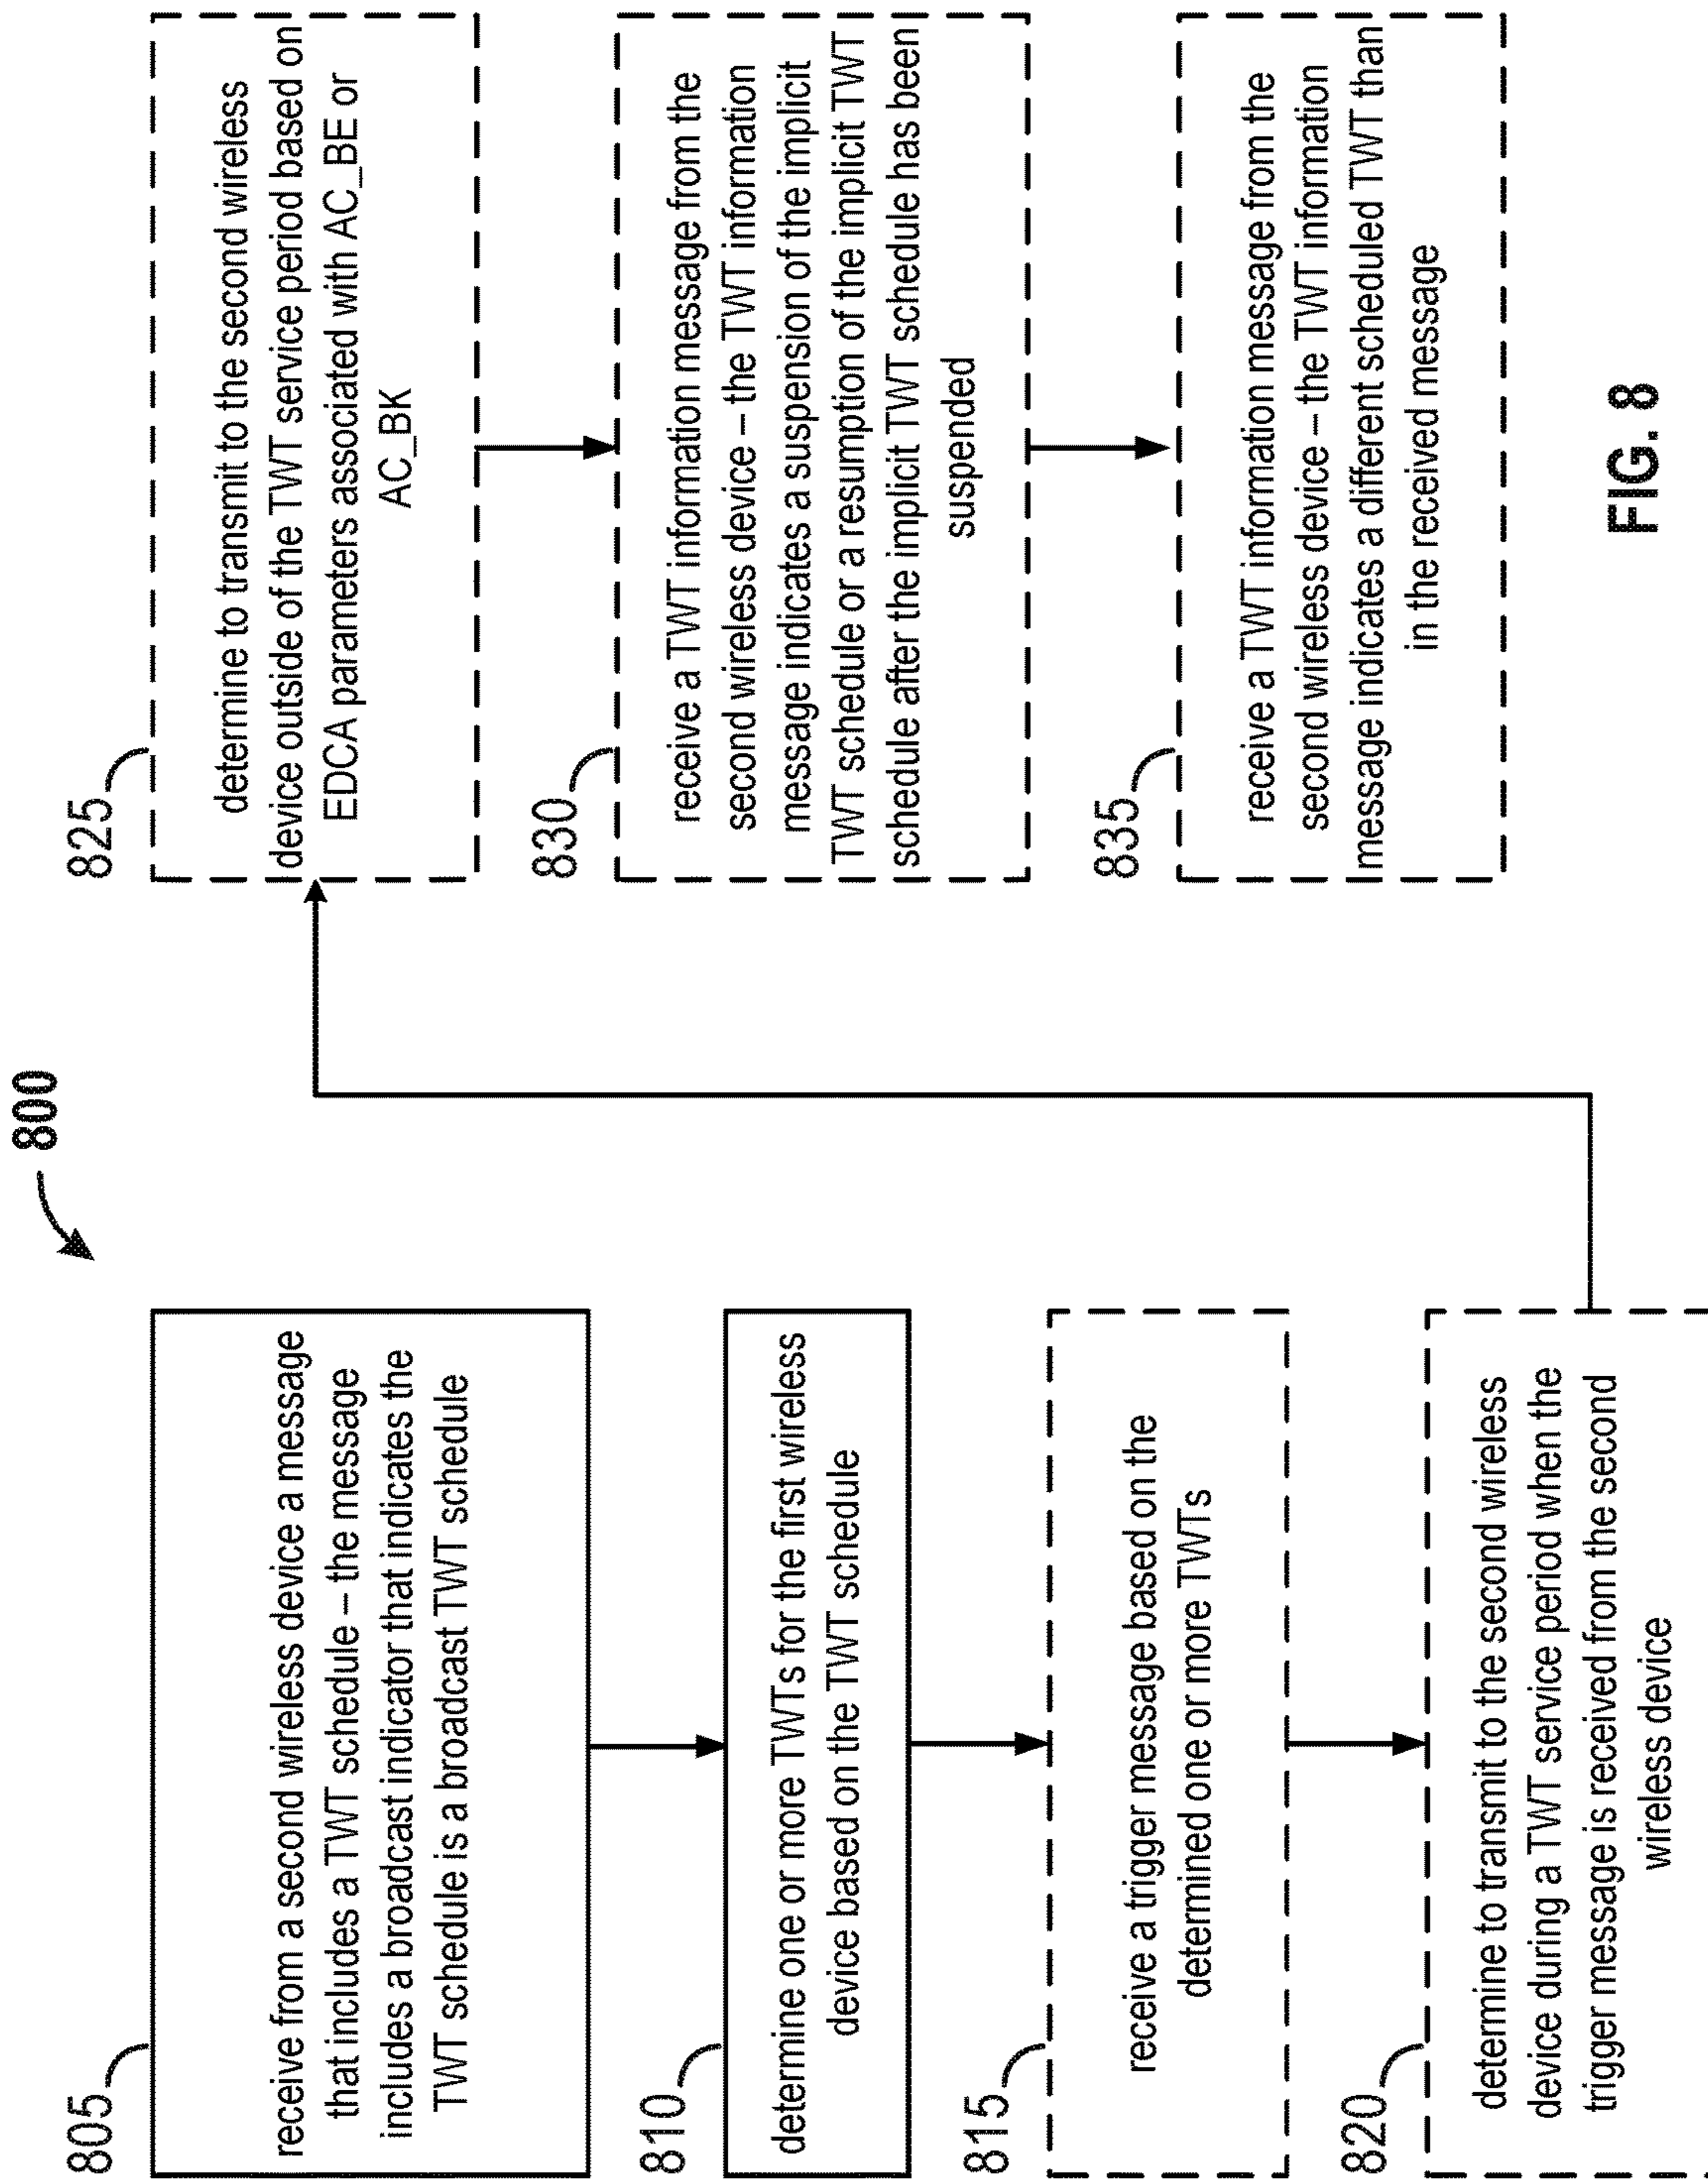 800
805
receive from a second wireless device a message
that includes a TWT schedule – the message
includes a broadcast indicator that indicates the
TWT schedule is a broadcast TWT schedule
810
determine one or more TWTs for the first wireless
device based on the TWT schedule
815
receive a trigger message based on the
determined one or more TWTs
820
determine to transmit to the second wireless
device during a TWT service period when the
trigger message is received from the second
wireless device
825
determine to transmit to the second wireless
device outside of the TWT service period based on
EDCA parameters associated with AC_BE or
AC_BK
830
receive a TWT information message from the
second wireless device – the TWT information
message indicates a suspension of the implicit
TWT schedule or a resumption of the implicit TWT
schedule after the implicit TWT schedule has been
suspended
835
receive a TWT information message from the
second wireless device – the TWT information
message indicates a different scheduled TWT than
in the received message
FIG. 8